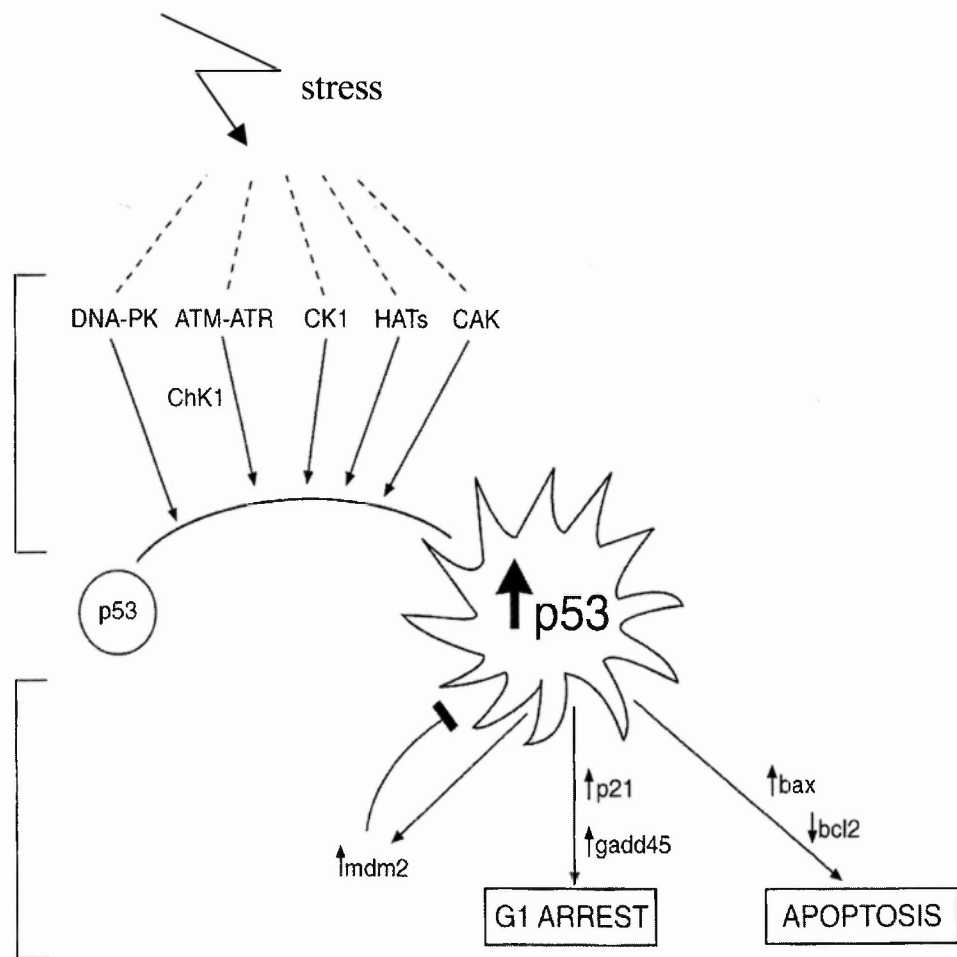 stress
DNA-PK ATM-ATR CK1 HATs CAK
ChK1
p53
↑p53
↑p21
↑bax
↓bcl2
↑gadd45
↑mdm2
G1 ARREST
APOPTOSIS